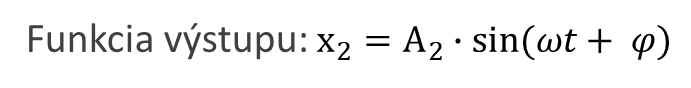 Funkcia výstupu: x₂ = A₂ · sin(ωt + φ)